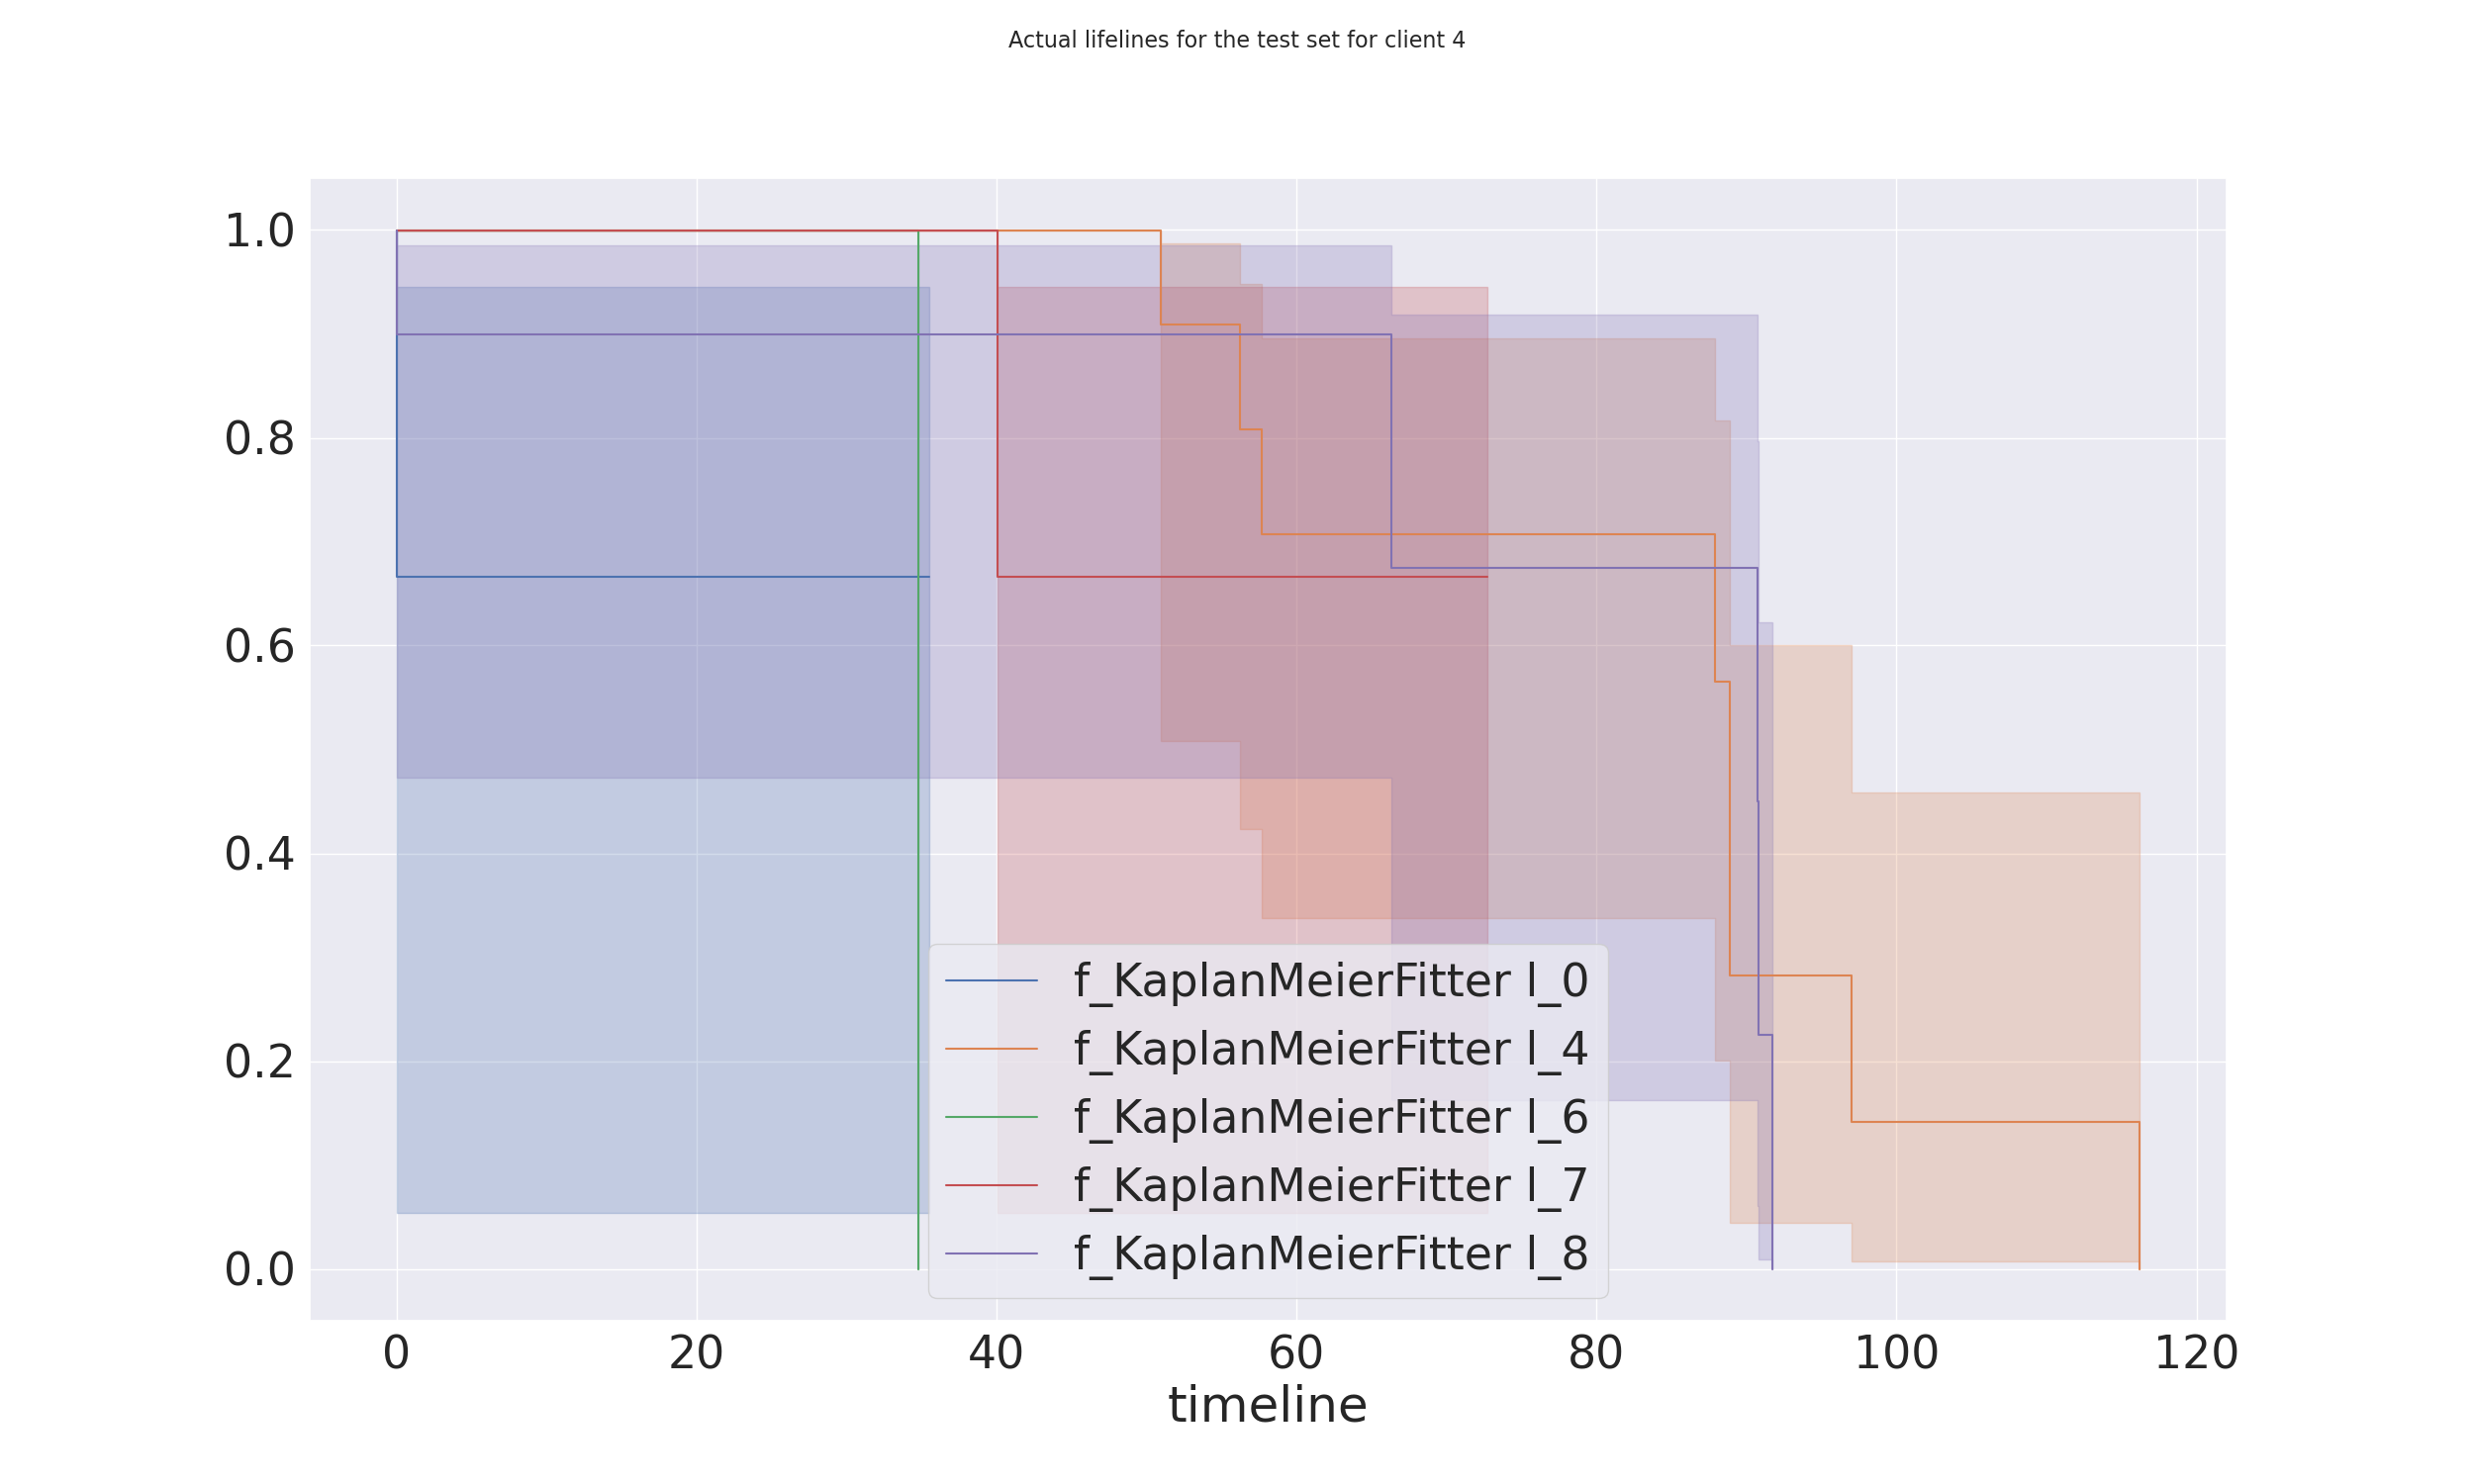 Actual lifelines for the test set for client 4
1.0
0.8
0.6
0.4
0.2
0.0
f_KaplanMeierFitter l_0
f_KaplanMeierFitter l_4
f_KaplanMeierFitter l_6
f_KaplanMeierFitter l_7
f_KaplanMeierFitter l_8
0 20 40 60 80 100 120
timeline